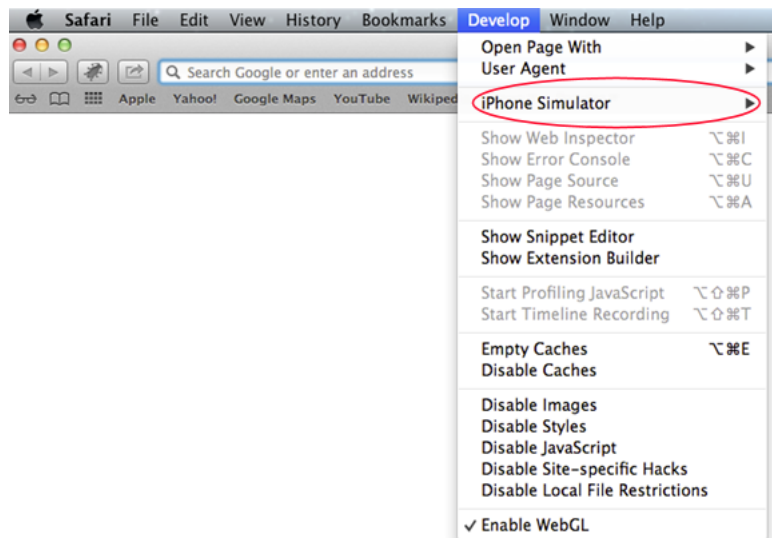 Safari File Edit View History Bookmarks Develop Window Help
Search Google or enter an address
Apple Yahoo! Google Maps YouTube Wikiped
Open Page With
User Agent
iPhone Simulator
Show Web Inspector ⌥⌘I
Show Error Console ⌥⌘C
Show Page Source ⌥⌘U
Show Page Resources ⌥⌘A
Show Snippet Editor
Show Extension Builder
Start Profiling JavaScript ⌥⇧⌘P
Start Timeline Recording ⌥⇧⌘T
Empty Caches ⌥⌘E
Disable Caches
Disable Images
Disable Styles
Disable JavaScript
Disable Site-specific Hacks
Disable Local File Restrictions
✓ Enable WebGL